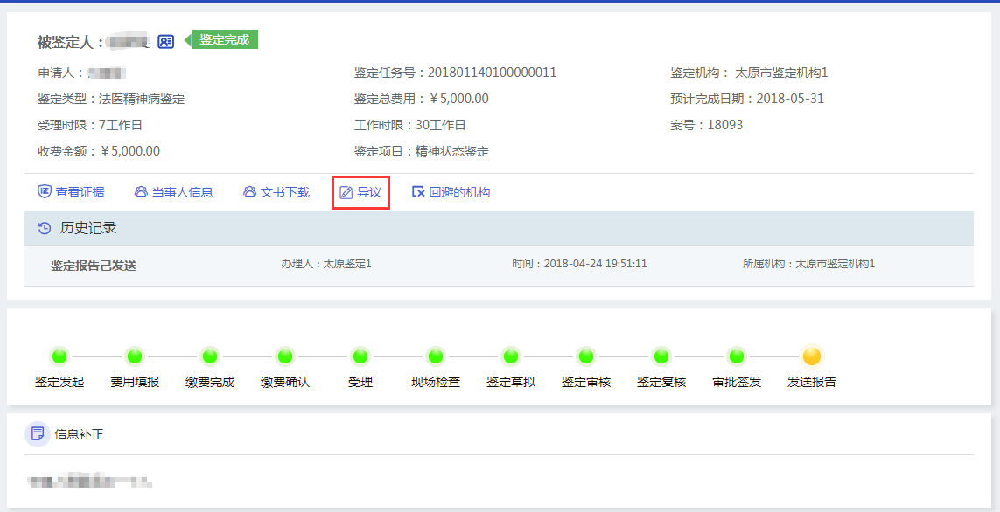 被鉴定人： 鉴定完成
申请人： 鉴定任务号：201801140100000011 鉴定机构： 太原市鉴定机构1
鉴定类型：法医精神病鉴定 鉴定总费用：￥5,000.00 预计完成日期：2018-05-31
受理时限：7工作日 工作时限：30工作日 案号：18093
收费金额：￥5,000.00 鉴定项目：精神状态鉴定
查看证据 当事人信息 文书下载 异议 回避的机构
历史记录
鉴定报告已发送 办理人：太原鉴定1 时间：2018-04-24 19:51:11 所属机构：太原市鉴定机构1
鉴定发起 费用填报 缴费完成 缴费确认 受理 现场检查 鉴定草拟 鉴定审核 鉴定复核 审批签发 发送报告
信息补正